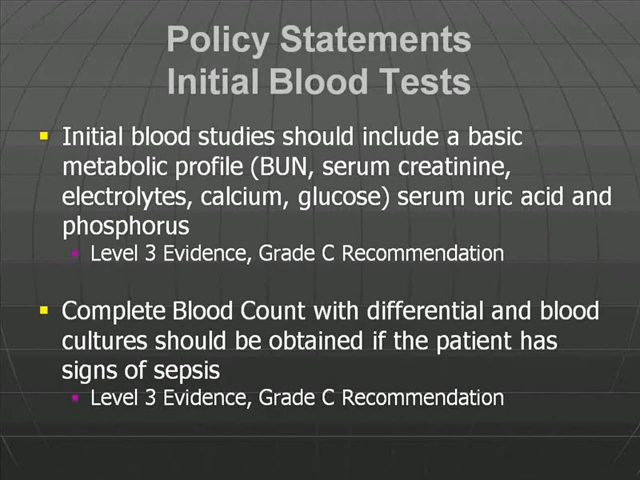 Policy Statements
Initial Blood Tests
Initial blood studies should include a basic
metabolic profile (BUN, serum creatinine,
electrolytes, calcium, glucose) serum uric acid and
phosphorus
Level 3 Evidence, Grade C Recommendation
Complete Blood Count with differential and blood
cultures should be obtained if the patient has
signs of sepsis
Level 3 Evidence, Grade C Recommendation